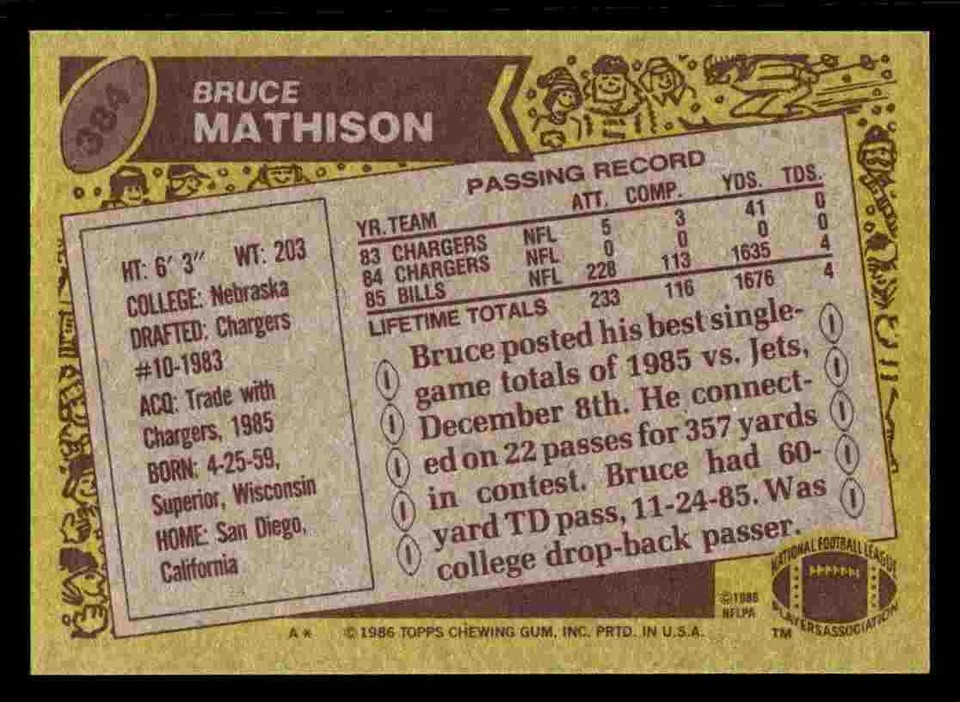 384
BRUCE
MATHISON
HT: 6' 3" WT: 203
COLLEGE: Nebraska
DRAFTED: Chargers
#10-1983
ACQ: Trade with
Chargers, 1985
BORN: 4-25-59,
Superior, Wisconsin
HOME: San Diego,
California
PASSING RECORD
YR. TEAM ATT. COMP. YDS. TDS.
83 CHARGERS NFL 5 3 41 0
84 CHARGERS NFL 0 0 0 0
85 BILLS NFL 228 113 1635 4
LIFETIME TOTALS 233 116 1676 4
Bruce posted his best single-
game totals of 1985 vs. Jets,
December 8th. He connect-
ed on 22 passes for 357 yards
in contest. Bruce had 60-
yard TD pass, 11-24-85. Was
college drop-back passer.
©1986
NFLPA
NATIONAL FOOTBALL LEAGUE
PLAYERS ASSOCIATION
TM
A* © 1986 TOPPS CHEWING GUM, INC. PRTD. IN U.S.A.